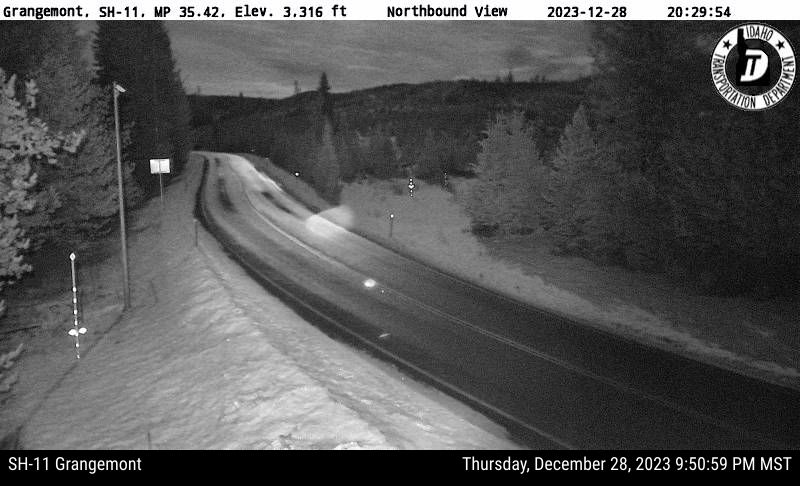 Grangemont, SH-11, MP 35.42, Elev. 3,316 ft Northbound View 2023-12-28 20:29:54
IDAHO
TRANSPORTATION DEPARTMENT
SH-11 Grangemont Thursday, December 28, 2023 9:50:59 PM MST